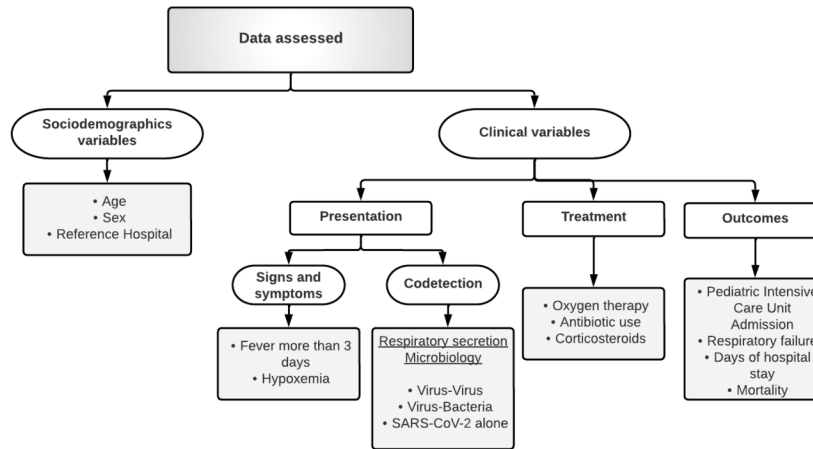 Data assessed
Sociodemographics
variables
Clinical variables
• Age
• Sex
• Reference Hospital
Presentation
Treatment
Outcomes
Signs and
symptoms
Codetection
• Fever more than 3
days
• Hypoxemia
Respiratory secretion
Microbiology
• Virus-Virus
• Virus-Bacteria
• SARS-CoV-2 alone
• Oxygen therapy
• Antibiotic use
• Corticosteroids
• Pediatric Intensive
Care Unit
Admission
• Respiratory failure
• Days of hospital
stay
• Mortality